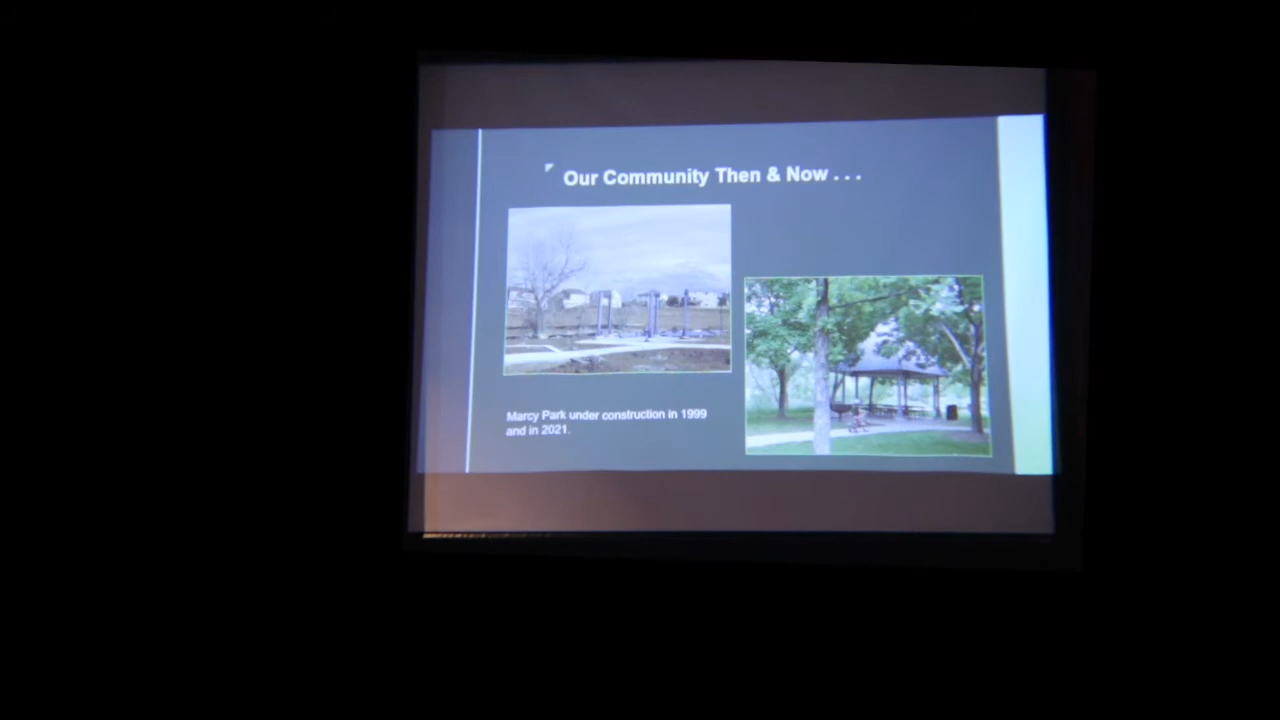 Our Community Then & Now . . .
Marcy Park under construction in 1999
and in 2021.